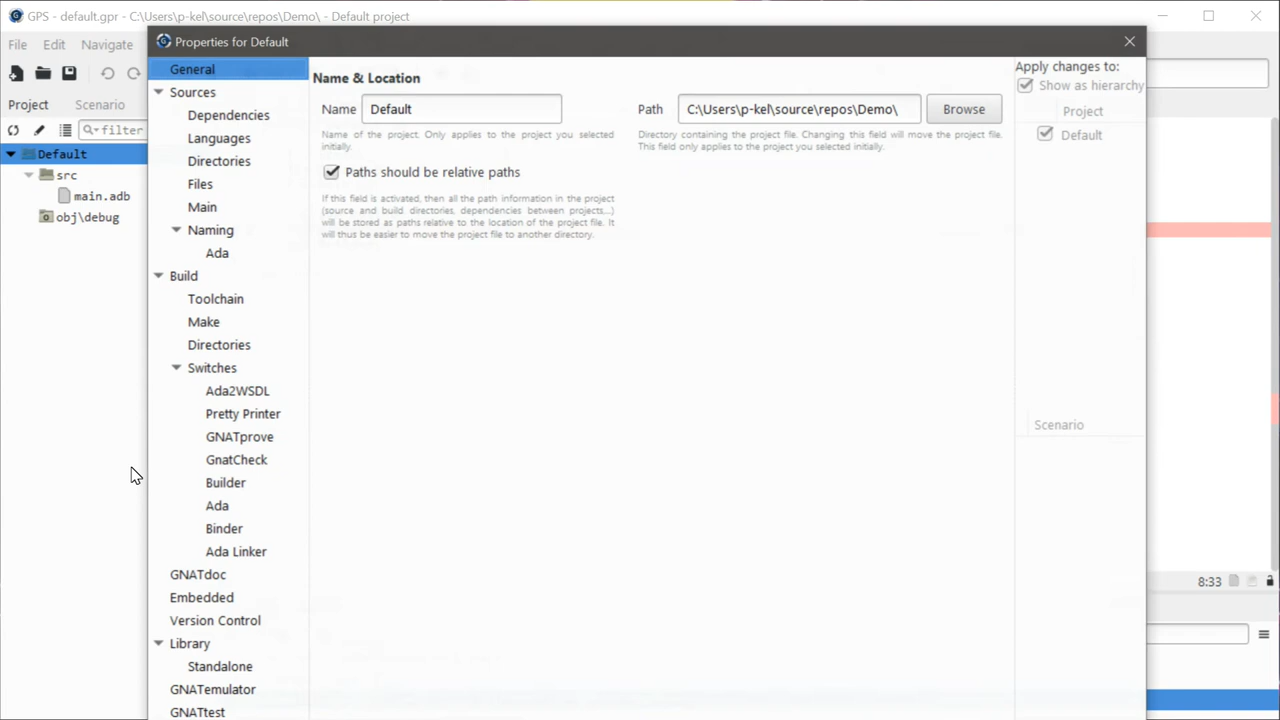 GPS - default.gpr - C:\Users\p-kel\source\repos\Demo\ - Default project
Properties for Default
File Edit Navigate
Project Scenario
filter
Default
src
main.adb
obj\debug
General
Sources
Dependencies
Languages
Directories
Files
Main
Naming
Ada
Build
Toolchain
Make
Directories
Switches
Ada2WSDL
Pretty Printer
GNATprove
GnatCheck
Builder
Ada
Binder
Ada Linker
GNATdoc
Embedded
Version Control
Library
Standalone
GNATemulator
GNATtest
Name & Location
Name Default
Name of the project. Only applies to the project you selected
initially.
Path C:\Users\p-kel\source\repos\Demo\ Browse
Directory containing the project file. Changing this field will move the project file.
This field only applies to the project you selected initially.
Paths should be relative paths
If this field is activated, then all the path information in the project
(source and build directories, dependencies between projects...)
will be stored as paths relative to the location of the project file. It
will thus be easier to move the project file to another directory.
Apply changes to:
Show as hierarchy
Project
Default
Scenario
8:33